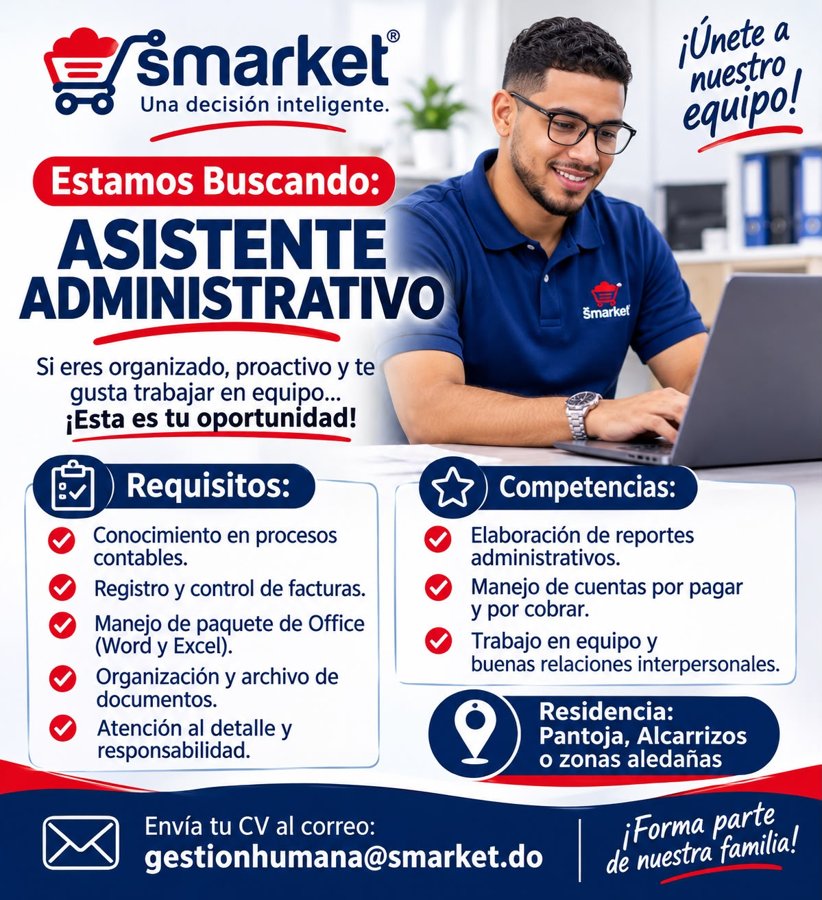 šmarket®
Una decisión inteligente.
¡Únete a
nuestro
equipo!
Estamos Buscando:
ASISTENTE
ADMINISTRATIVO
Si eres organizado, proactivo y te
gusta trabajar en equipo...
¡Esta es tu oportunidad!
šmarket
Requisitos:
Conocimiento en procesos
contables.
Registro y control de facturas.
Manejo de paquete de Office
(Word y Excel).
Organización y archivo de
documentos.
Atención al detalle y
responsabilidad.
Competencias:
Elaboración de reportes
administrativos.
Manejo de cuentas por pagar
y por cobrar.
Trabajo en equipo y
buenas relaciones interpersonales.
Residencia:
Pantoja, Alcarrizos
o zonas aledañas
Envía tu CV al correo:
gestionhumana@smarket.do
¡Forma parte
de nuestra familia!